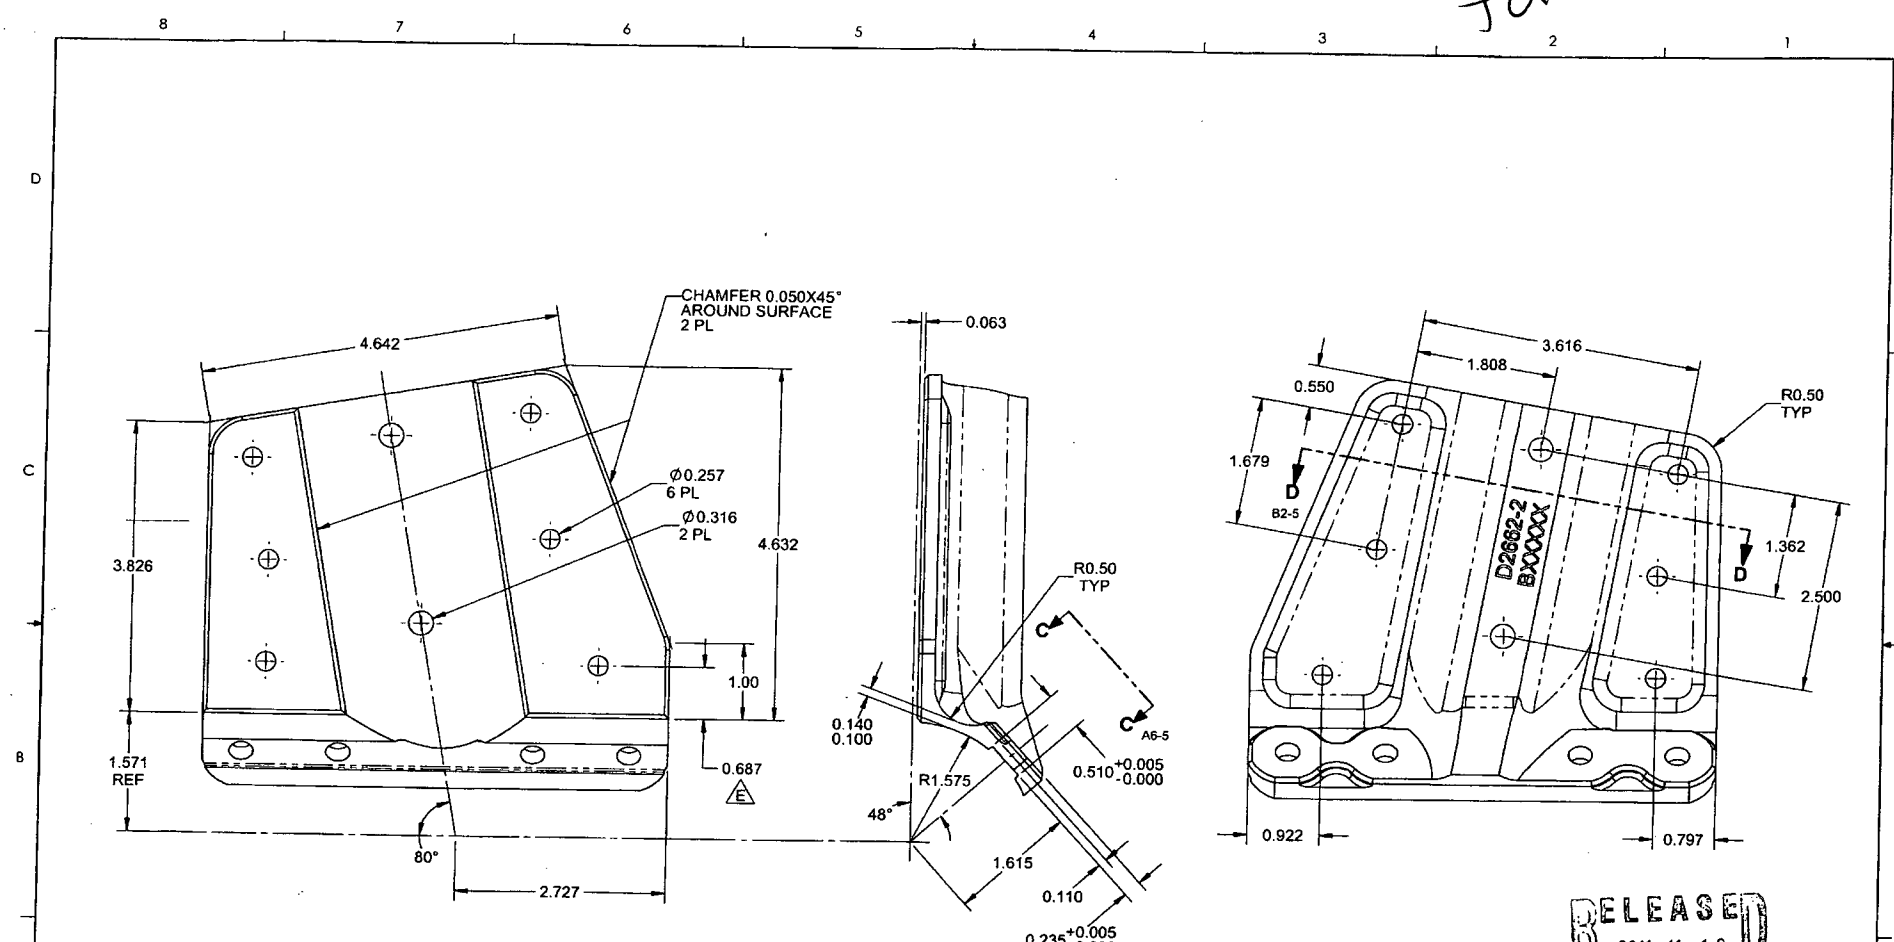 8 7 6 5 4 3 2 1
D
C
B
CHAMFER 0.050X45°
AROUND SURFACE
2 PL
4.642
Ø0.257
6 PL
Ø0.316
2 PL
4.632
3.826
1.00
1.571
REF
0.687
E
80°
2.727
0.063
R0.50
TYP
C
C
A6-5
0.140
0.100
R1.575
0.510 +0.005
-0.000
48°
1.615
0.110
0.235 +0.005
3.616
1.808
0.550
R0.50
TYP
1.679
D
B2-5
D2662-2
BXXXXX
D
1.362
2.500
0.922
0.797
RELEASED